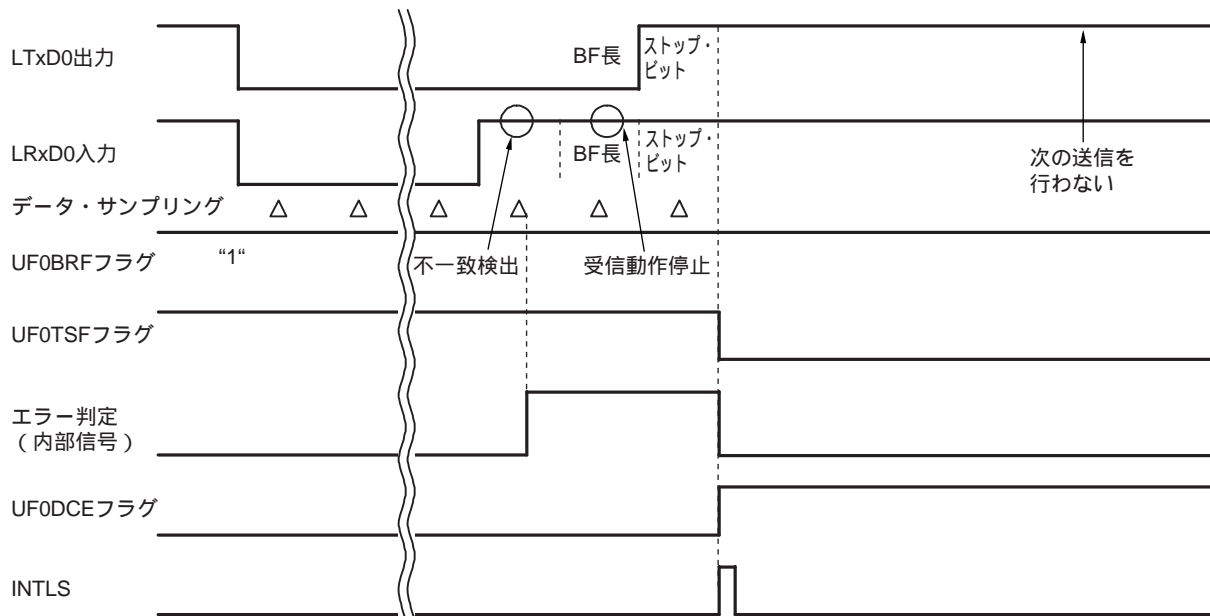 LTxD0出力
BF長
ストップ・
ビット
LRxD0入力
BF長
ストップ・
ビット
次の送信を
行わない
データ・サンプリング
UF0BRFフラグ
“1“
不一致検出
受信動作停止
UF0TSFフラグ
エラー判定
(内部信号)
UF0DCEフラグ
INTLS